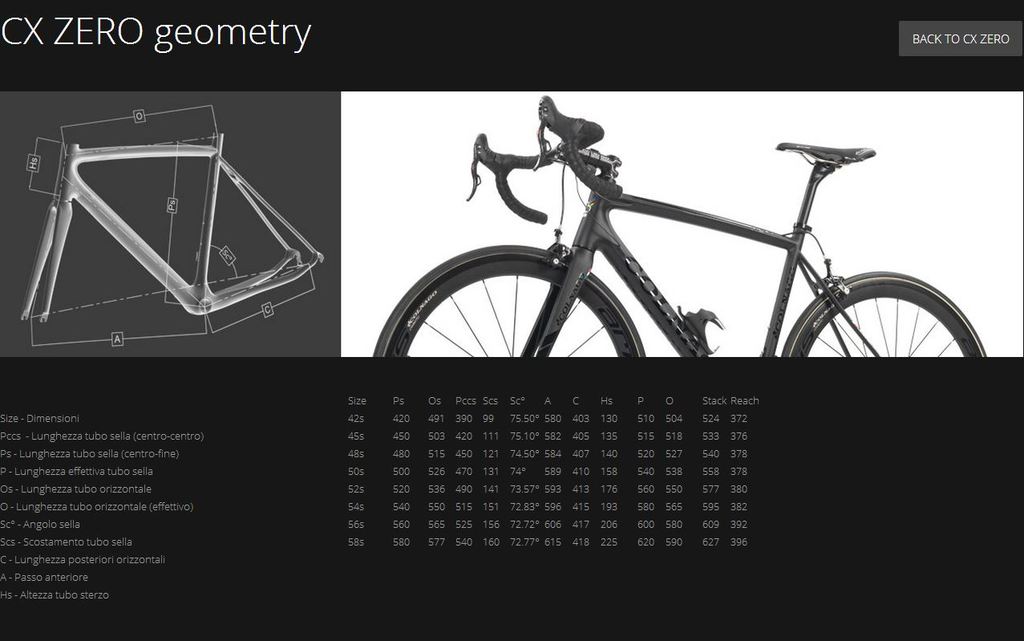 CX ZERO geometry
BACK TO CX ZERO
O
Hs
Ps
Sc°
C
A
COLNAGO
COLNAGO
COLNAGO
Size Ps Os Pccs Scs Sc° A C Hs P O Stack Reach
Size - Dimensioni 42s 420 491 390 99 75.50° 580 403 130 510 504 524 372
Pccs - Lunghezza tubo sella (centro-centro) 45s 450 503 420 111 75.10° 582 405 135 515 518 533 376
Ps - Lunghezza tubo sella (centro-fine) 48s 480 515 450 121 74.50° 584 407 140 520 527 540 378
P - Lunghezza effettiva tubo sella 50s 500 526 470 131 74° 589 410 158 540 538 558 378
Os - Lunghezza tubo orizzontale 52s 520 536 490 141 73.57° 593 413 176 560 550 577 380
O - Lunghezza tubo orizzontale (effettivo) 54s 540 550 515 151 72.83° 596 415 193 580 565 595 382
Sc° - Angolo sella 56s 560 565 525 156 72.72° 606 417 206 600 580 609 392
Scs - Scostamento tubo sella 58s 580 577 540 160 72.77° 615 418 225 620 590 627 396
C - Lunghezza posteriori orizzontali
A - Passo anteriore
Hs - Altezza tubo sterzo